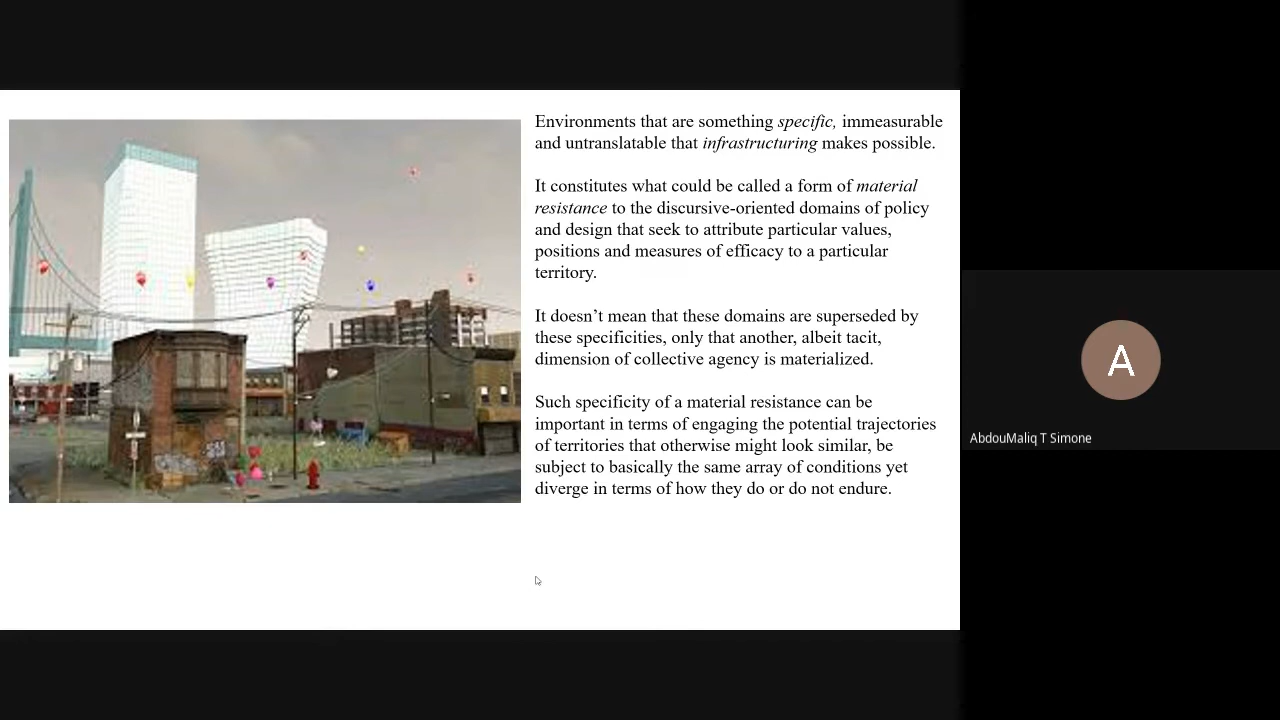 Environments that are something specific, immeasurable
and untranslatable that infrastructuring makes possible.
It constitutes what could be called a form of material
resistance to the discursive-oriented domains of policy
and design that seek to attribute particular values,
positions and measures of efficacy to a particular
territory.
It doesn’t mean that these domains are superseded by
these specificities, only that another, albeit tacit,
dimension of collective agency is materialized.
Such specificity of a material resistance can be
important in terms of engaging the potential trajectories
of territories that otherwise might look similar, be
subject to basically the same array of conditions yet
diverge in terms of how they do or do not endure.
A
AbdouMaliq T Simone